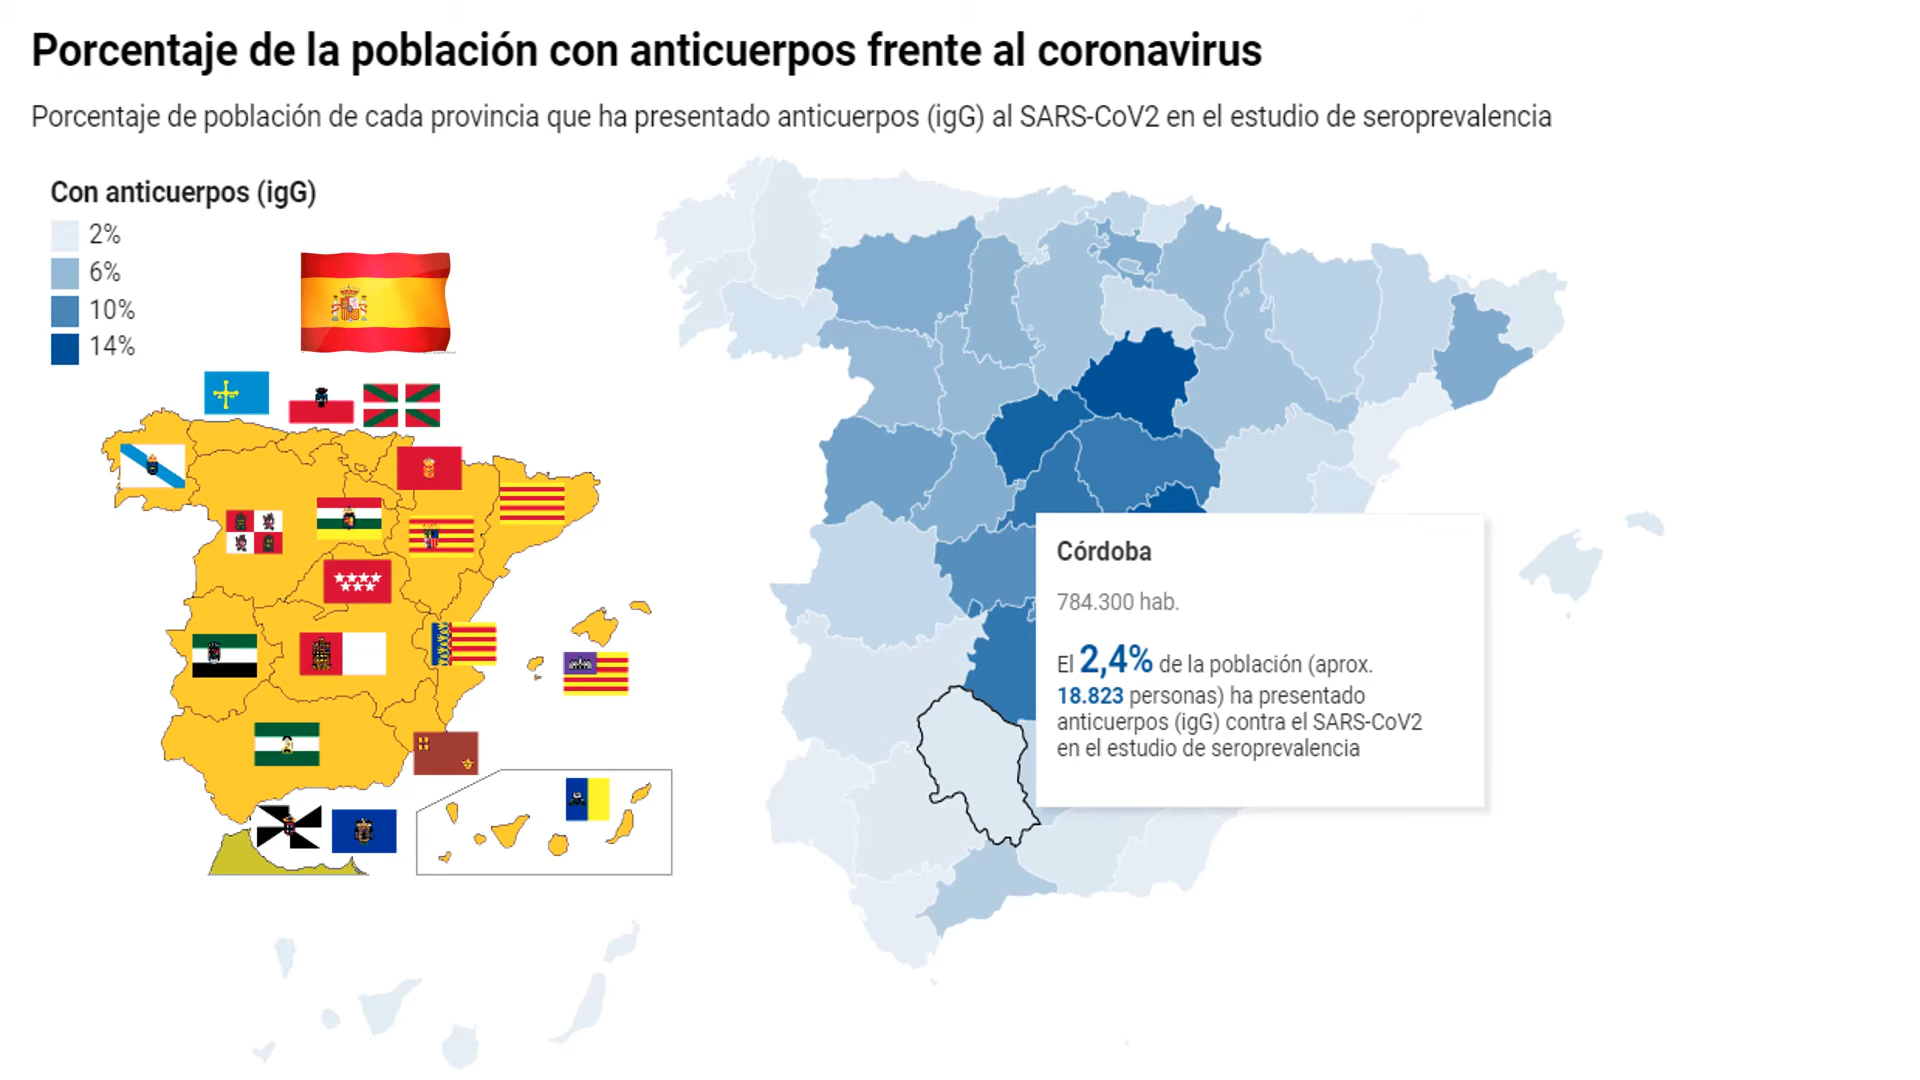 Porcentaje de la población con anticuerpos frente al coronavirus
Porcentaje de población de cada provincia que ha presentado anticuerpos (igG) al SARS-CoV2 en el estudio de seroprevalencia
Con anticuerpos (igG)
2%
6%
10%
14%
Córdoba
784.300 hab.
El 2,4% de la población (aprox.
18.823 personas) ha presentado
anticuerpos (igG) contra el SARS-CoV2
en el estudio de seroprevalencia